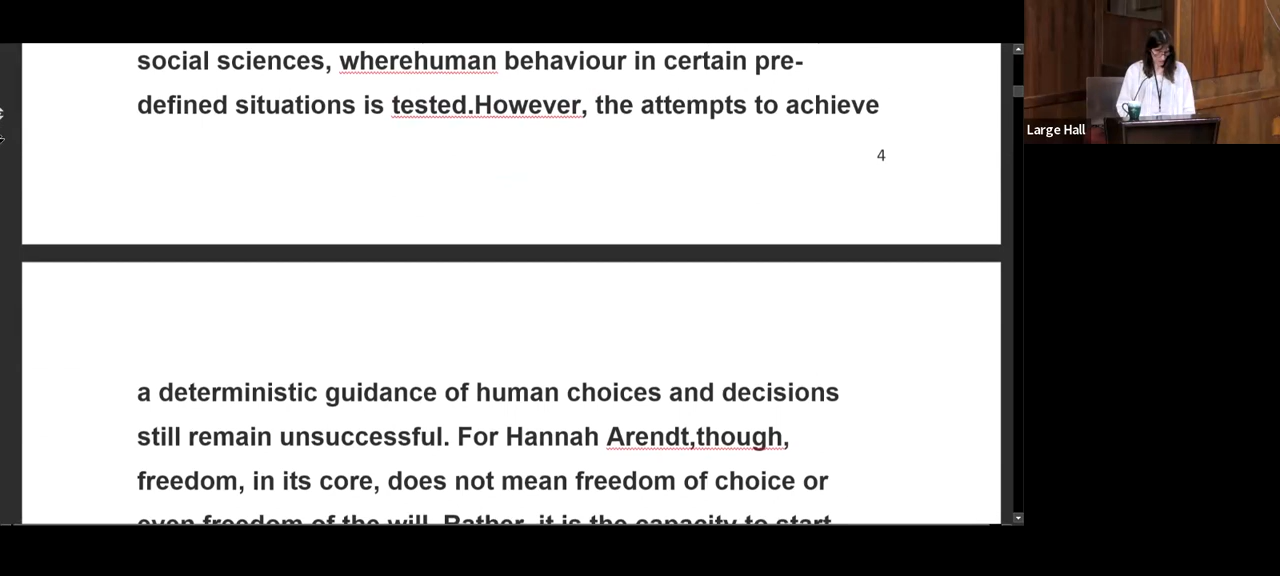 social sciences, wherehuman behaviour in certain pre-
defined situations is tested.However, the attempts to achieve
4
a deterministic guidance of human choices and decisions
still remain unsuccessful. For Hannah Arendt,though,
freedom, in its core, does not mean freedom of choice or
even freedom of the will. Rather, it is the capacity to start
Large Hall